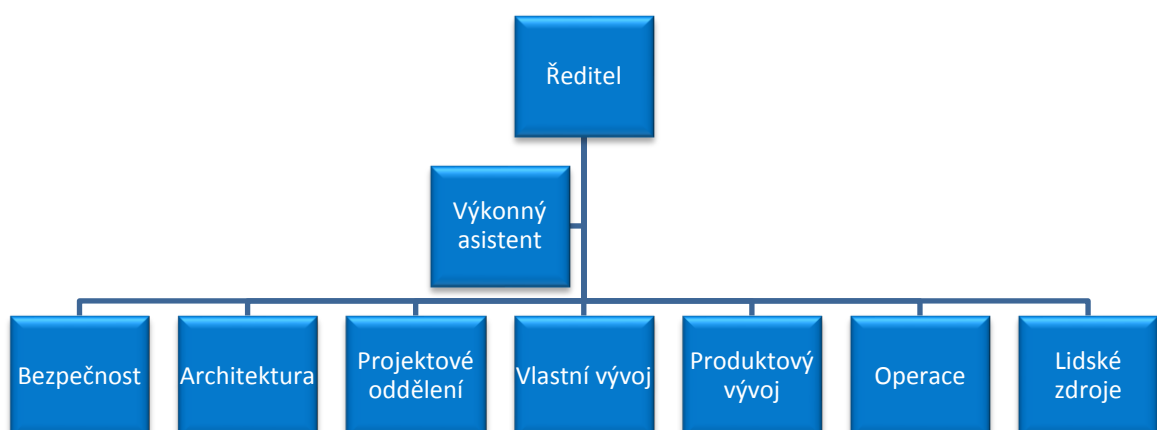 Ředitel
Výkonný
asistent
Bezpečnost
Architektura
Projektové
oddělení
Vlastní vývoj
Produktový
vývoj
Operace
Lidské
zdroje